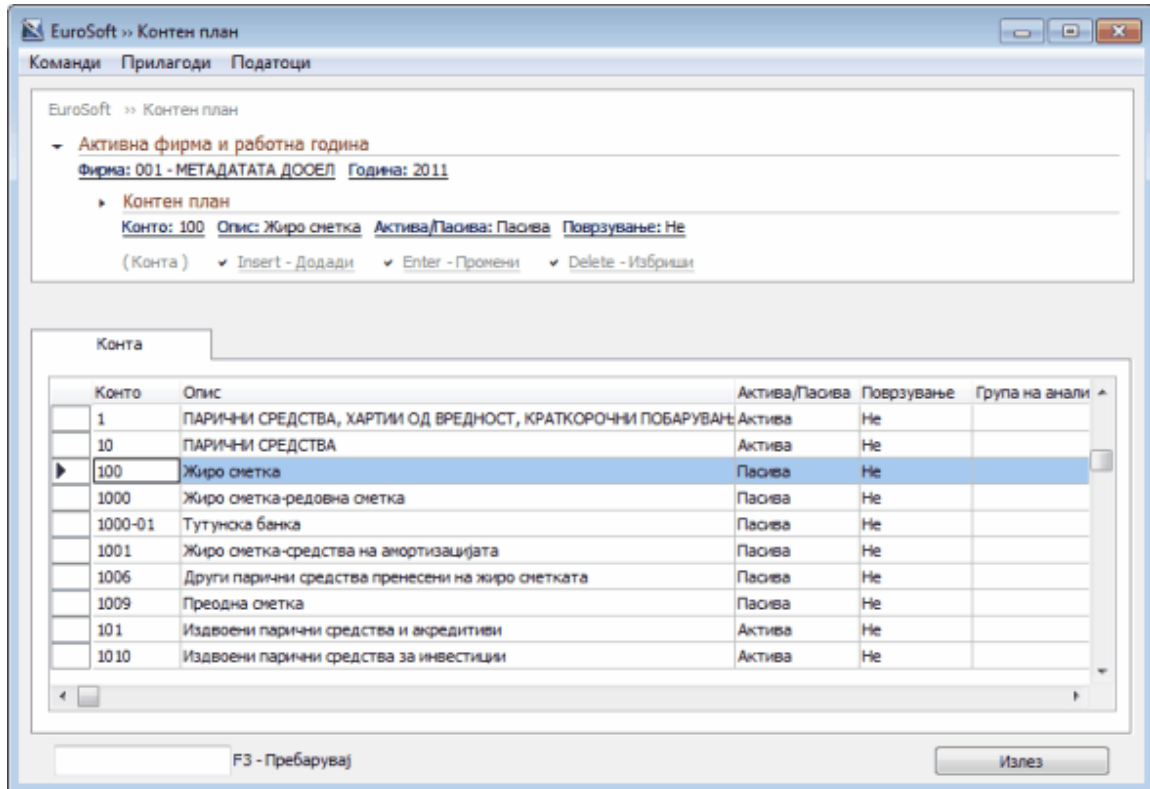 EuroSoft » Контен план
Команди Прилагоди Податоци
EuroSoft » Контен план
Активна фирма и работна година
Фирма: 001 - МЕТАДАТАТА ДООЕЛ Година: 2011
Контен план
Конто: 100 Опис: Жиро сметка Актива/Пасива: Пасива Поврзување: Не
(Конта) Insert - Додади Enter - Промени Delete - Избриши
Конта
Конто Опис Актива/Пасива Поврзување Група на анали
1 ПАРИЧНИ СРЕДСТВА, ХАРТИИ ОД ВРЕДНОСТ, КРАТКОРОЧНИ ПОБАРУВАЊ Актива Не
10 ПАРИЧНИ СРЕДСТВА Актива Не
100 Жиро сметка Пасива Не
1000 Жиро сметка-редовна сметка Пасива Не
1000-01 Тутунска банка Пасива Не
1001 Жиро сметка-средства на амортизацијата Пасива Не
1006 Други парични средства пренесени на жиро сметката Пасива Не
1009 Преодна сметка Пасива Не
101 Издвоени парични средства и акредитиви Актива Не
1010 Издвоени парични средства за инвестиции Актива Не
F3 - Пребарувај Излез